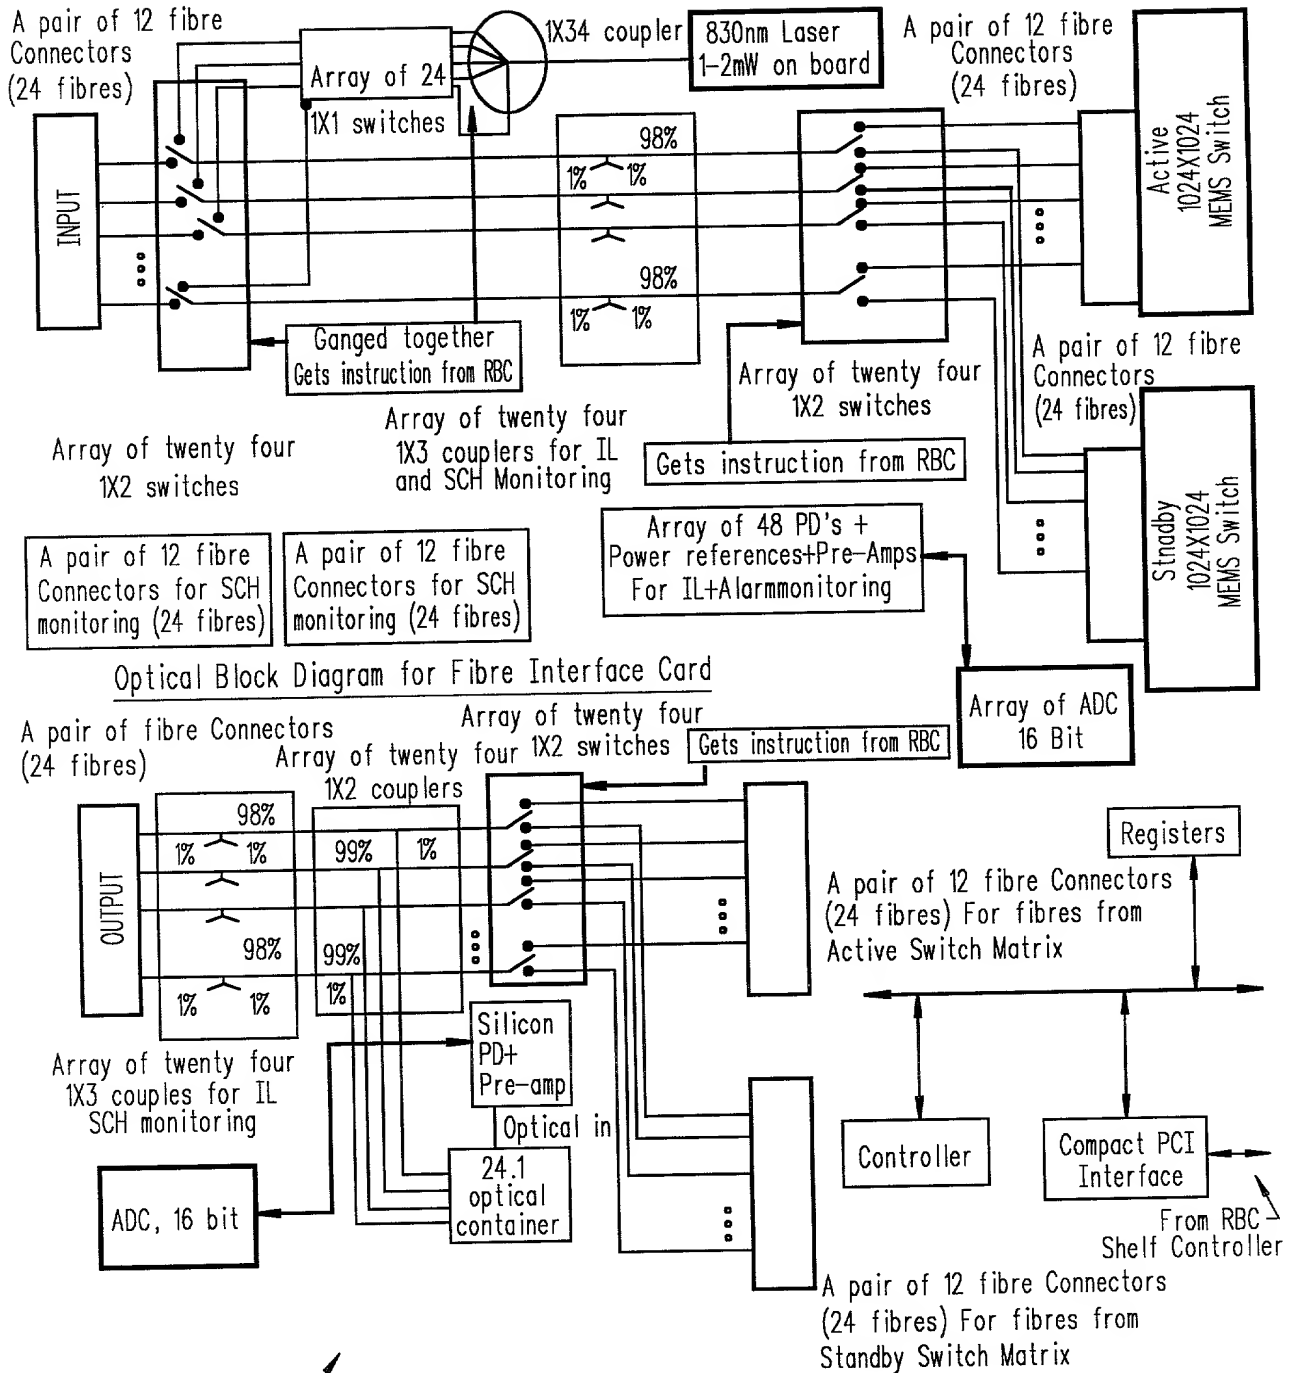 A pair of 12 fibre
Connectors
(24 fibres)
Array of 24
1X1 switches
1X34 coupler
830nm Laser
1-2mW on board
A pair of 12 fibre
Connectors
(24 fibres)
INPUT
98%
1%
1%
98%
1%
1%
Active
1024X1024
MEMS Switch
Ganged together
Gets instruction from RBC
Array of twenty four
1X2 switches
Array of twenty four
1X3 couplers for IL
and SCH Monitoring
Array of twenty four
1X2 switches
Gets instruction from RBC
A pair of 12 fibre
Connectors
(24 fibres)
Stnadby
1024X1024
MEMS Switch
A pair of 12 fibre
Connectors for SCH
monitoring (24 fibres)
A pair of 12 fibre
Connectors for SCH
monitoring (24 fibres)
Array of 48 PD's +
Power references+Pre-Amps
For IL+Alarmmonitoring
Array of ADC
16 Bit
Optical Block Diagram for Fibre Interface Card
A pair of fibre Connectors
(24 fibres)
Array of twenty four
1X2 couplers
Array of twenty four
1X2 switches
Gets instruction from RBC
OUTPUT
98%
1%
1%
99%
1%
98%
1%
1%
99%
1%
Array of twenty four
1X3 couples for IL
SCH monitoring
Silicon
PD+
Pre-amp
Optical in
24.1
optical
container
ADC, 16 bit
A pair of 12 fibre Connectors
(24 fibres) For fibres from
Active Switch Matrix
Registers
Controller
Compact PCI
Interface
From RBC
Shelf Controller
A pair of 12 fibre Connectors
(24 fibres) For fibres from
Standby Switch Matrix